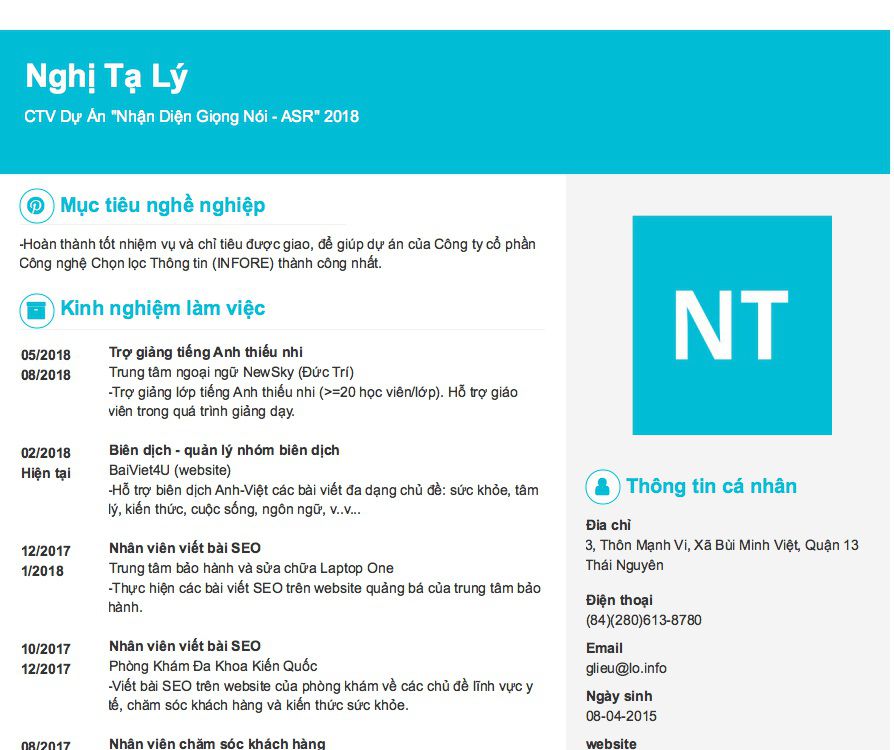 Nghị Tạ Lý
CTV Dự Án "Nhận Diện Giọng Nói - ASR" 2018
Mục tiêu nghề nghiệp
-Hoàn thành tốt nhiệm vụ và chỉ tiêu được giao, để giúp dự án của Công ty cổ phần
Công nghệ Chọn lọc Thông tin (INFORE) thành công nhất.
Kinh nghiệm làm việc
05/2018
08/2018
Trợ giảng tiếng Anh thiếu nhi
Trung tâm ngoại ngữ NewSky (Đức Trí)
-Trợ giảng lớp tiếng Anh thiếu nhi (>=20 học viên/lớp). Hỗ trợ giáo
viên trong quá trình giảng dạy.
02/2018
Hiện tại
Biên dịch - quản lý nhóm biên dịch
BaiViet4U (website)
-Hỗ trợ biên dịch Anh-Việt các bài viết đa dạng chủ đề: sức khỏe, tâm
lý, kiến thức, cuộc sống, ngôn ngữ, v..v...
12/2017
1/2018
Nhân viên viết bài SEO
Trung tâm bảo hành và sửa chữa Laptop One
-Thực hiện các bài viết SEO trên website quảng bá của trung tâm bảo
hành.
10/2017
12/2017
Nhân viên viết bài SEO
Phòng Khám Đa Khoa Kiến Quốc
-Viết bài SEO trên website của phòng khám về các chủ đề lĩnh vực y
tế, chăm sóc khách hàng và kiến thức sức khỏe.
08/2017
Nhân viên chăm sóc khách hàng
NT
Thông tin cá nhân
Địa chỉ
3, Thôn Mạnh Vi, Xã Bùi Minh Việt, Quận 13
Thái Nguyên
Điện thoại
(84)(280)613-8780
Email
glieu@lo.info
Ngày sinh
08-04-2015
website